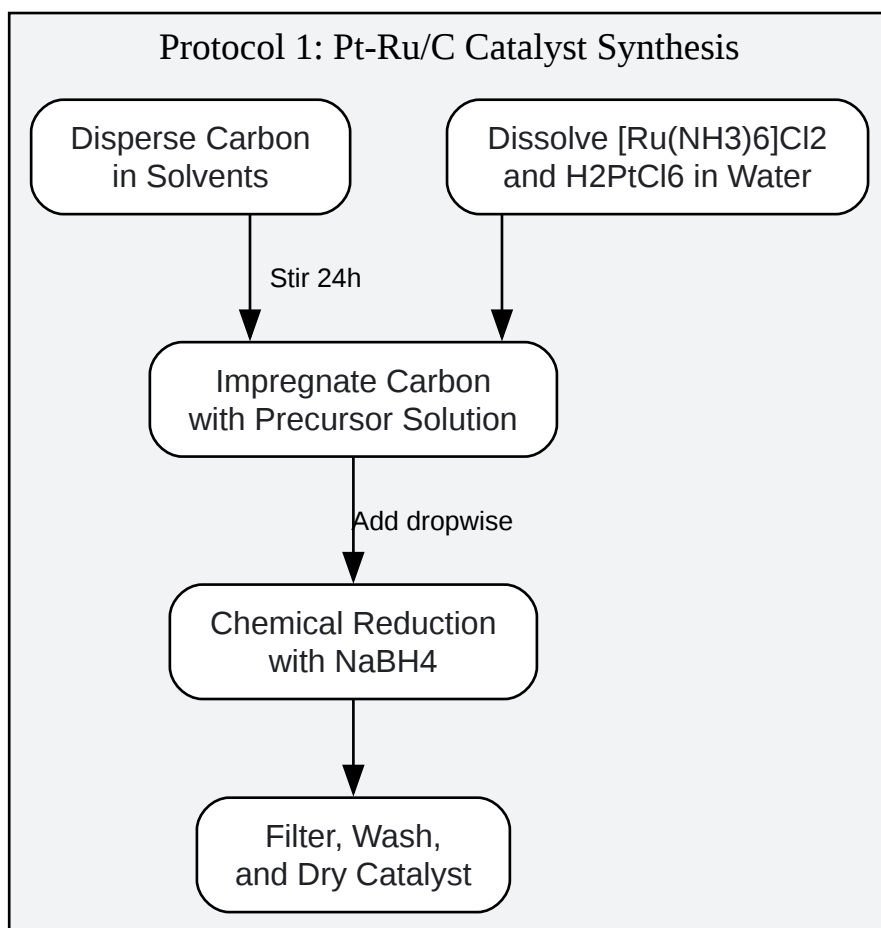 Protocol 1: Pt-Ru/C Catalyst Synthesis
Disperse Carbon
in Solvents
Dissolve [Ru(NH3)6]Cl2
and H2PtCl6 in Water
Stir 24h
Impregnate Carbon
with Precursor Solution
Add dropwise
Chemical Reduction
with NaBH4
Filter, Wash,
and Dry Catalyst